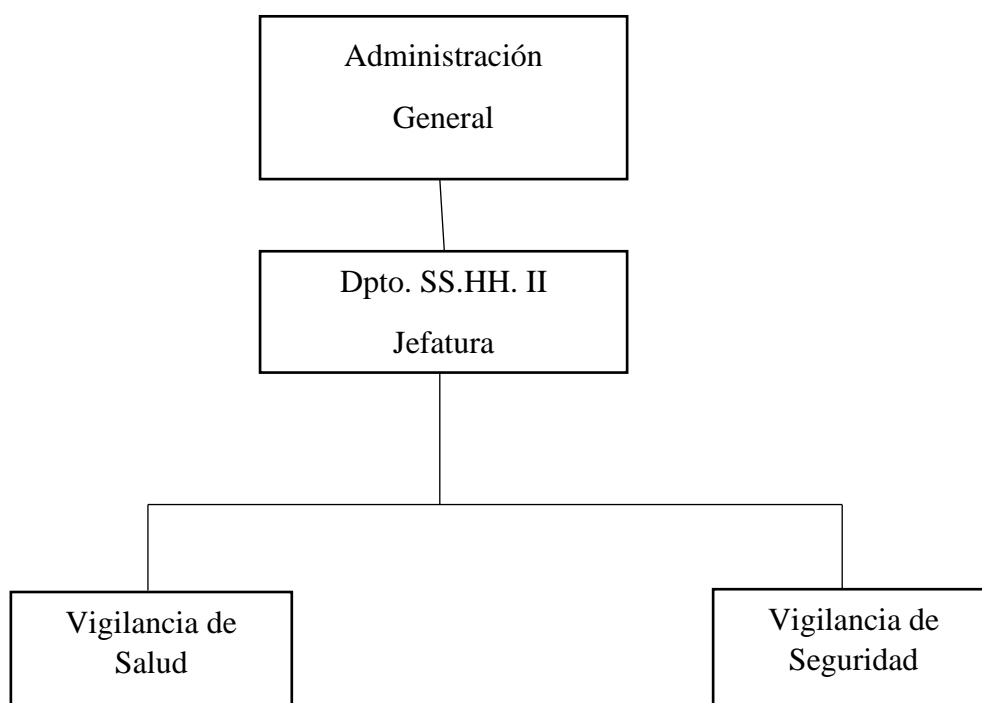 Administración
General
Dpto. SS.HH. II
Jefatura
Vigilancia de
Salud
Vigilancia de
Seguridad